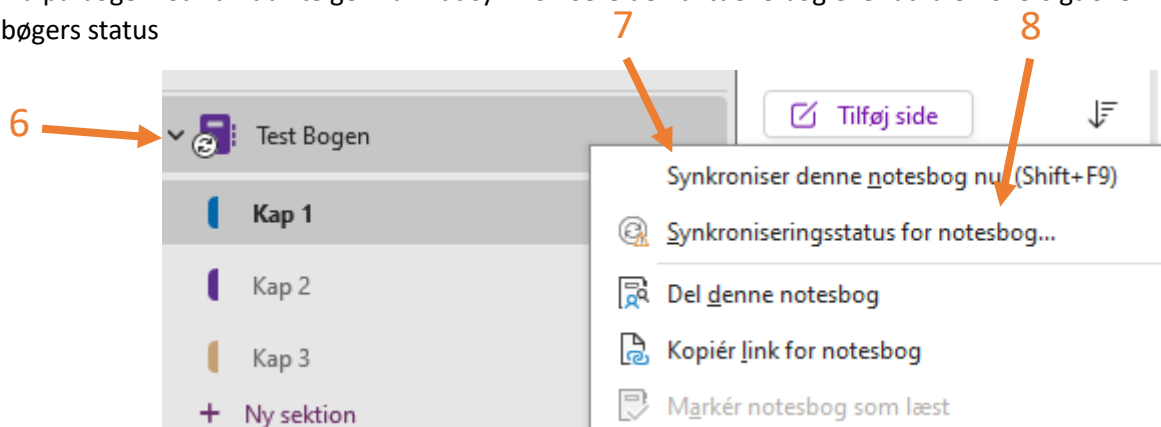 bøgers status
7
8
6
Test Bogen
Tilføj side
Kap 1
Synkroniser denne notesbog nu (Shift+F9)
Synkroniseringsstatus for notesbog...
Kap 2
Del denne notesbog
Kap 3
Kopiér link for notesbog
+ Ny sektion
Markér notesbog som læst